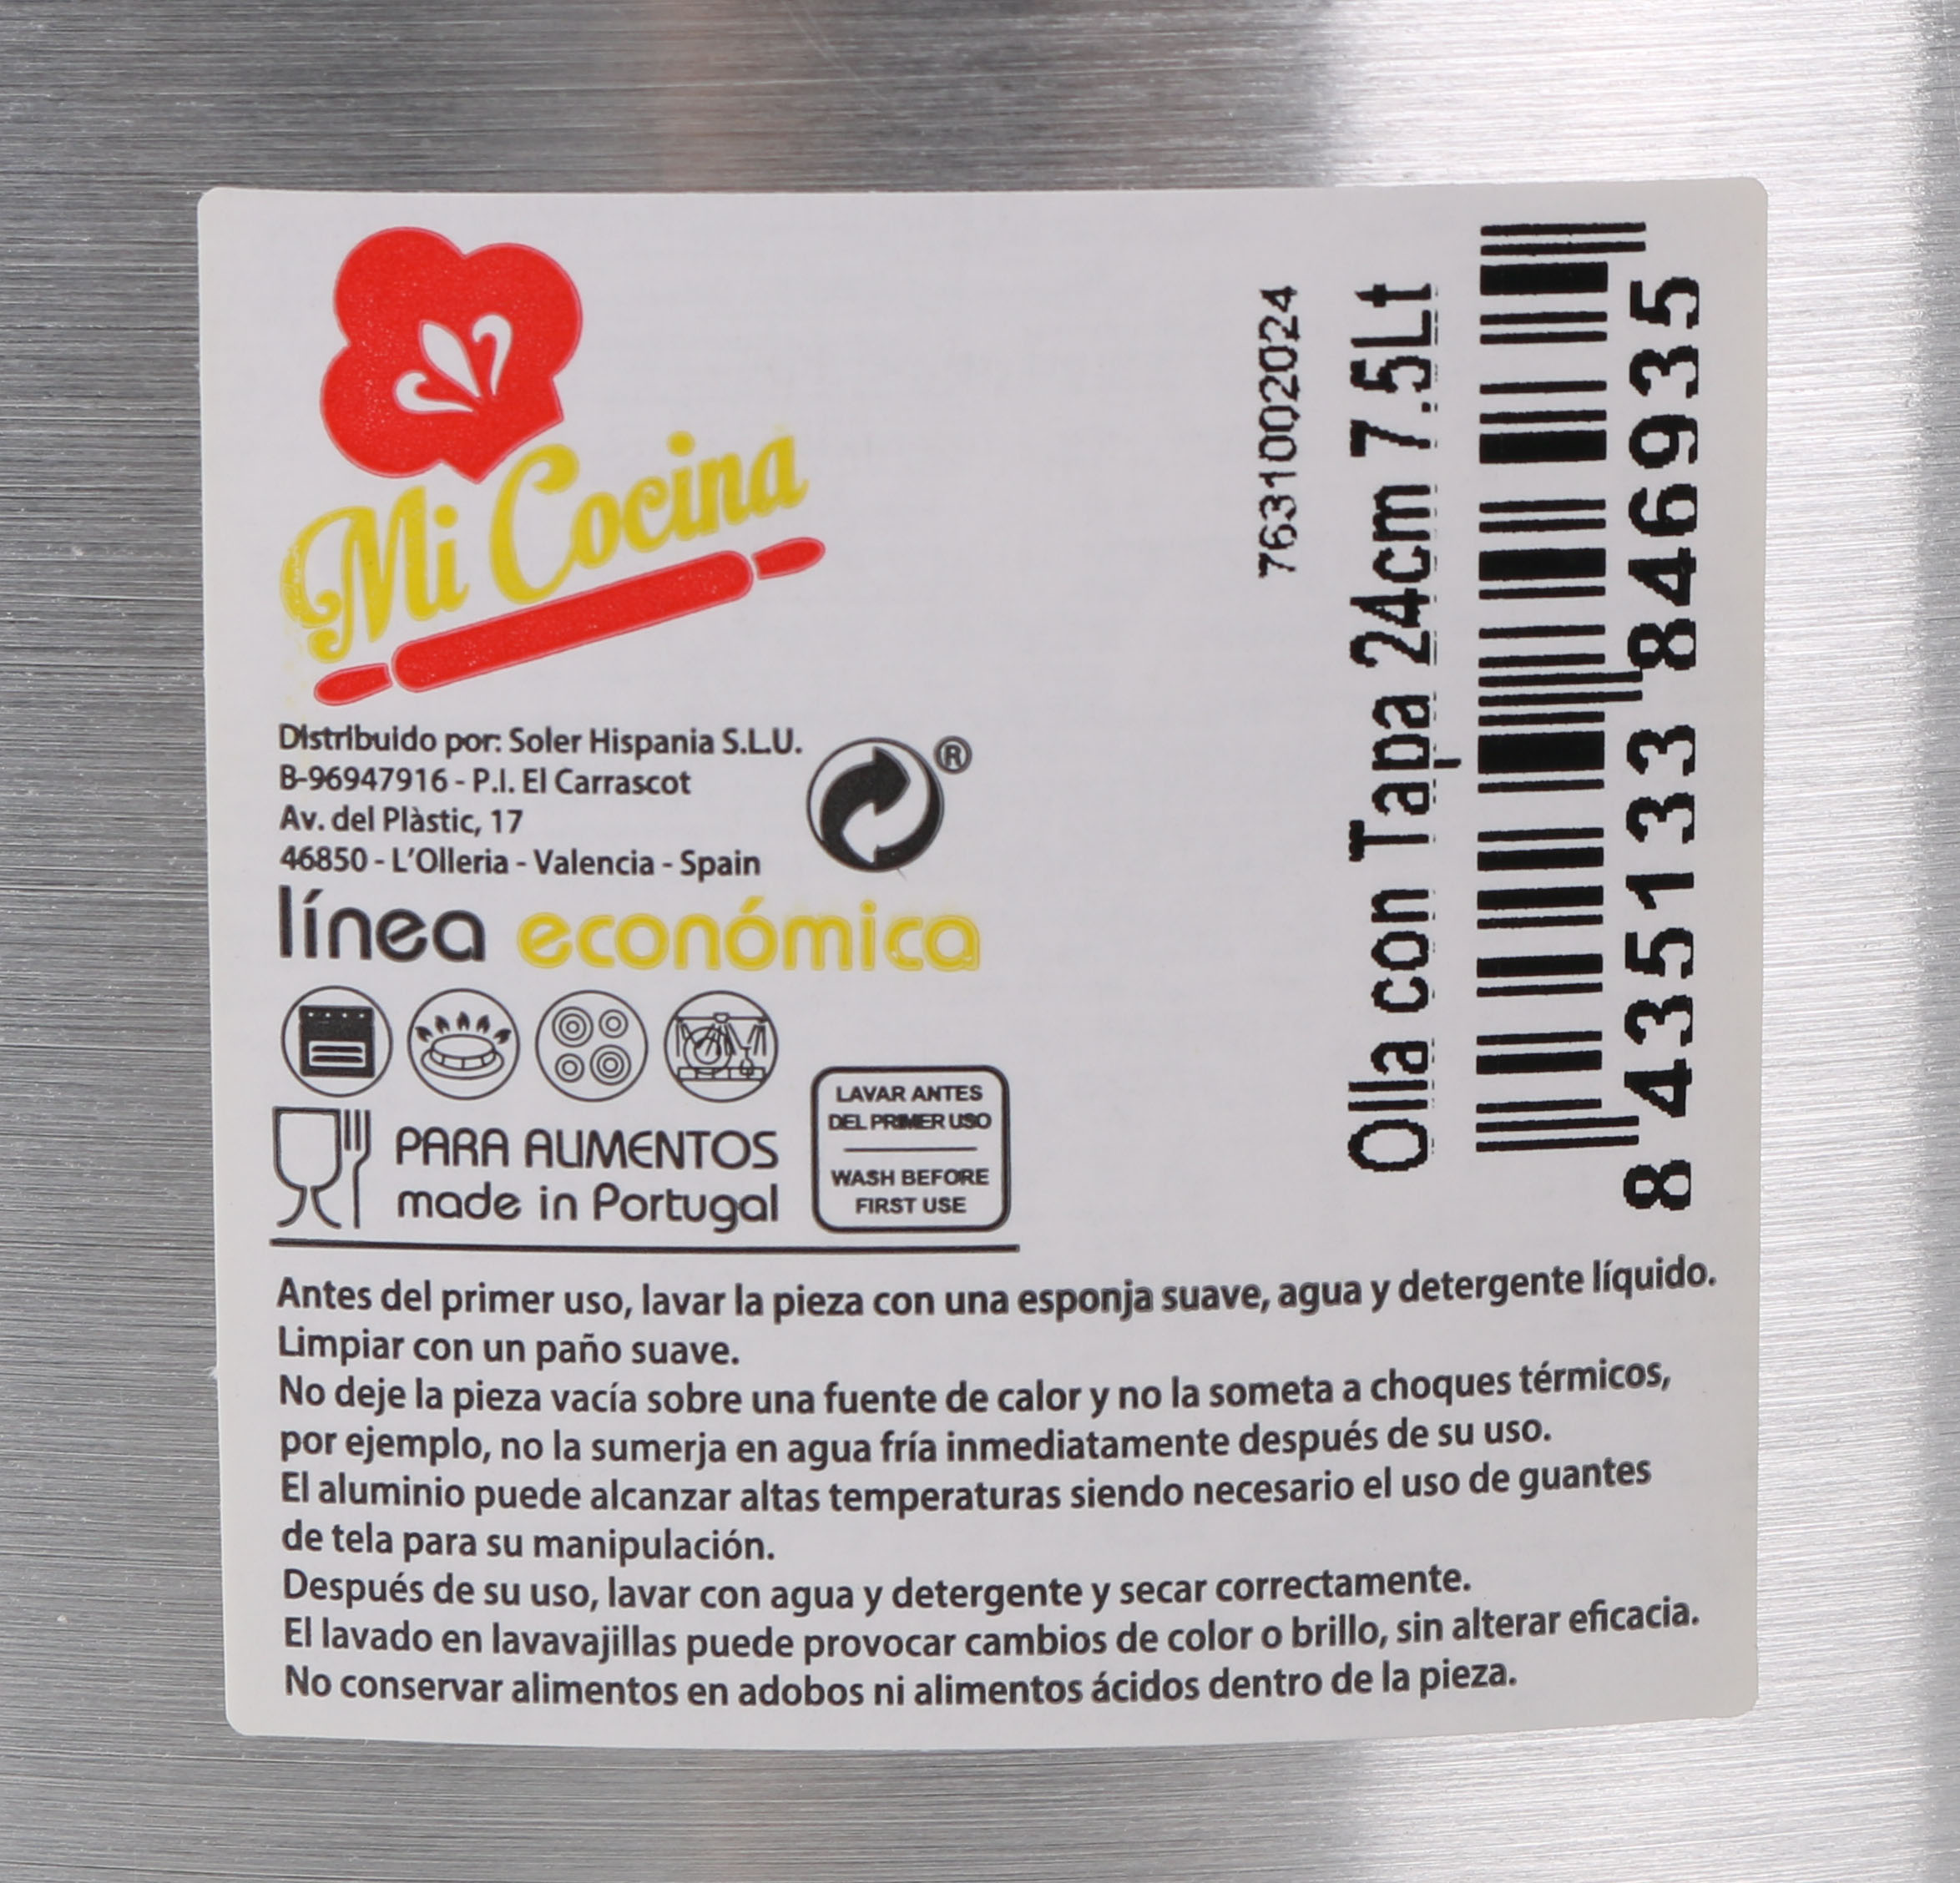 Mi Cocina
Distribuido por: Soler Hispania S.L.U.
B-96947916 - P.I. El Carrascot
Av. del Plàstic, 17
46850 - L'Olleria - Valencia - Spain
®
línea económica
PARA ALIMENTOS
made in Portugal
LAVAR ANTES
DEL PRIMER USO
WASH BEFORE
FIRST USE
7631002024
Olla con Tapa 24cm 7.5Lt
8 435133 846935
Antes del primer uso, lavar la pieza con una esponja suave, agua y detergente líquido.
Limpiar con un paño suave.
No deje la pieza vacía sobre una fuente de calor y no la someta a choques térmicos,
por ejemplo, no la sumerja en agua fría inmediatamente después de su uso.
El aluminio puede alcanzar altas temperaturas siendo necesario el uso de guantes
de tela para su manipulación.
Después de su uso, lavar con agua y detergente y secar correctamente.
El lavado en lavavajillas puede provocar cambios de color o brillo, sin alterar eficacia.
No conservar alimentos en adobos ni alimentos ácidos dentro de la pieza.